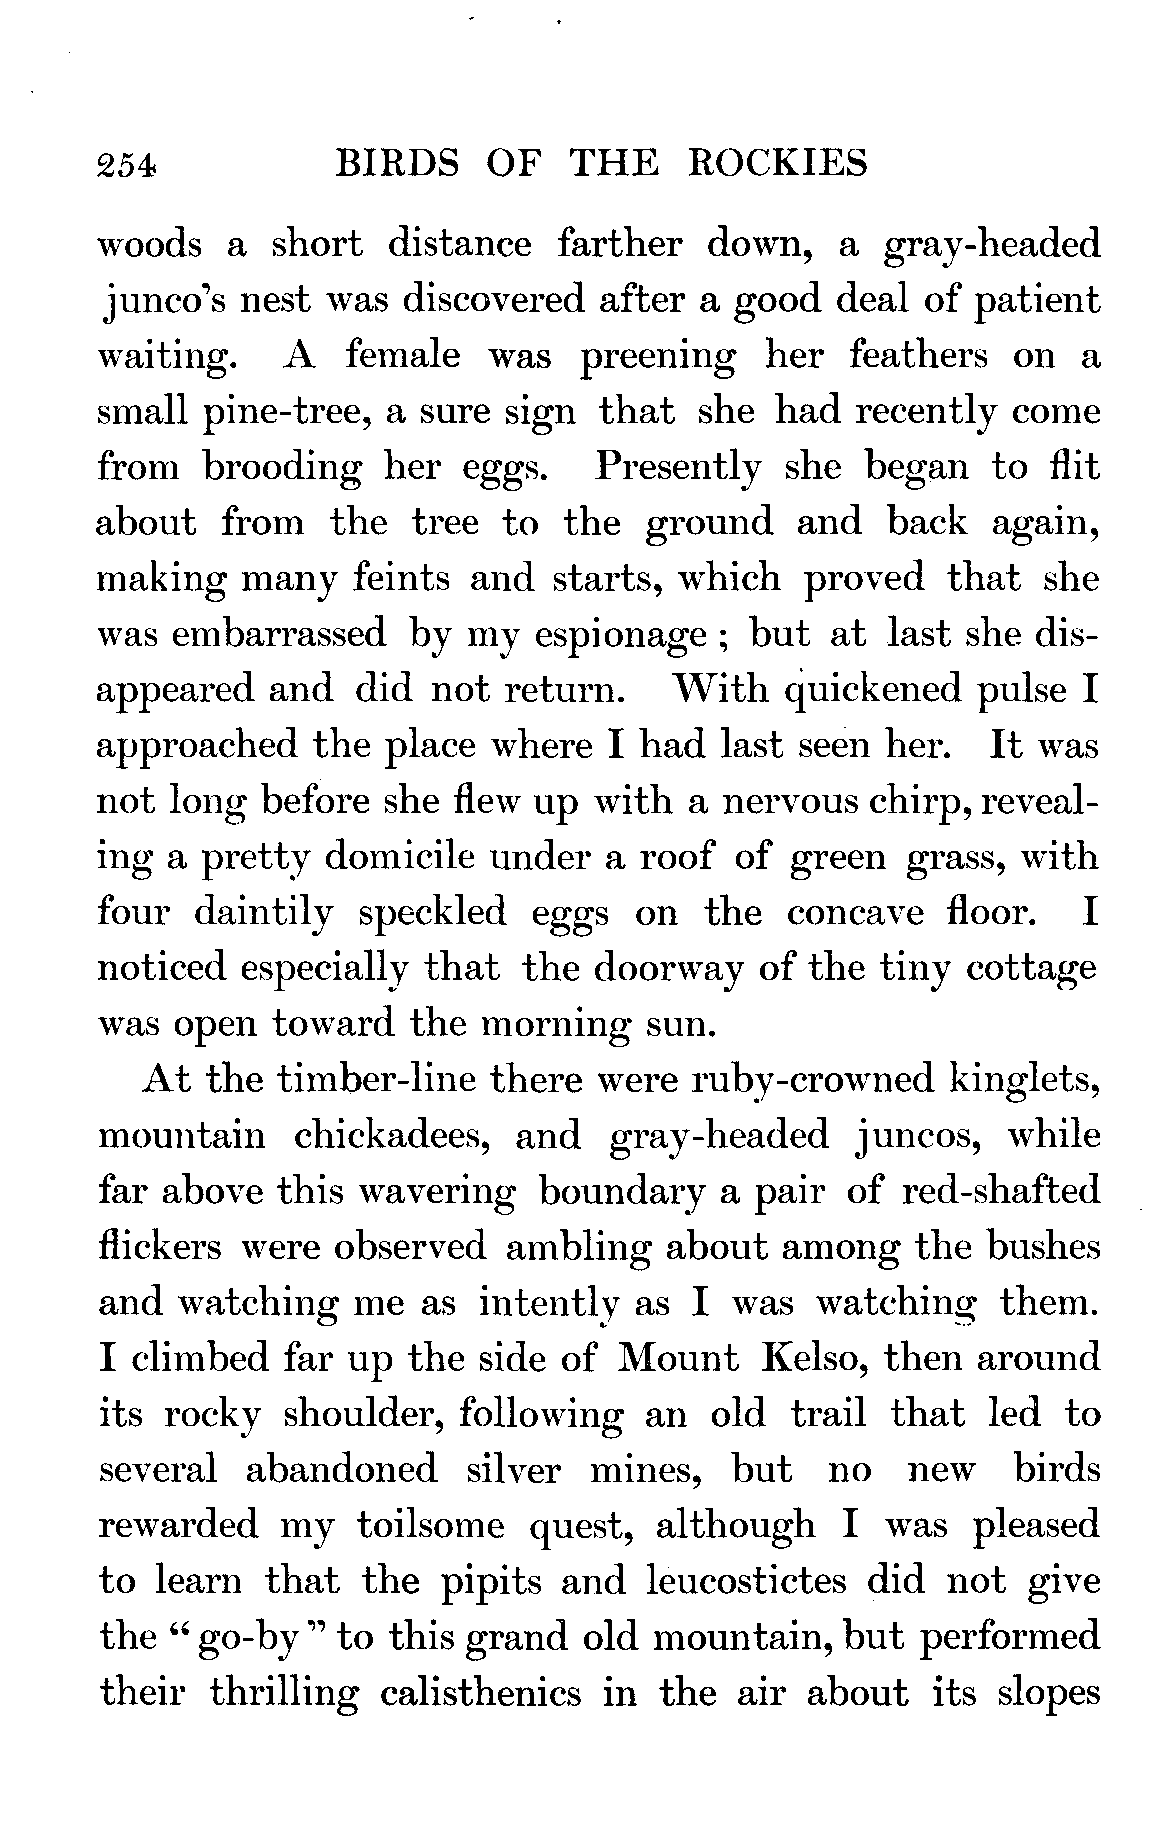 254 BIRDS OF THE ROCKIES
woods a short distance farther down, a gray-headed
junco's nest was discovered after a good deal of patient
waiting. A female was preening her feathers on a
small pine-tree, a sure sign that she had recently come
from brooding her eggs. Presently she began to flit
about from the tree to the ground and back again,
making many feints and starts, which proved that she
was embarrassed by my espionage ; but at last she dis-
appeared and did not return. With quickened pulse I
approached the place where I had last seen her. It was
not long before she flew up with a nervous chirp, reveal-
ing a pretty domicile under a roof of green grass, with
four daintily speckled eggs on the concave floor. I
noticed especially that the doorway of the tiny cottage
was open toward the morning sun.
At the timber-line there were ruby-crowned kinglets,
mountain chickadees, and gray-headed juncos, while
far above this wavering boundary a pair of red-shafted
flickers were observed ambling about among the bushes
and watching me as intently as I was watching them.
I climbed far up the side of Mount Kelso, then around
its rocky shoulder, following an old trail that led to
several abandoned silver mines, but no new birds
rewarded my toilsome quest, although I was pleased
to learn that the pipits and leucostictes did not give
the "go-by" to this grand old mountain, but performed
their thrilling calisthenics in the air about its slopes